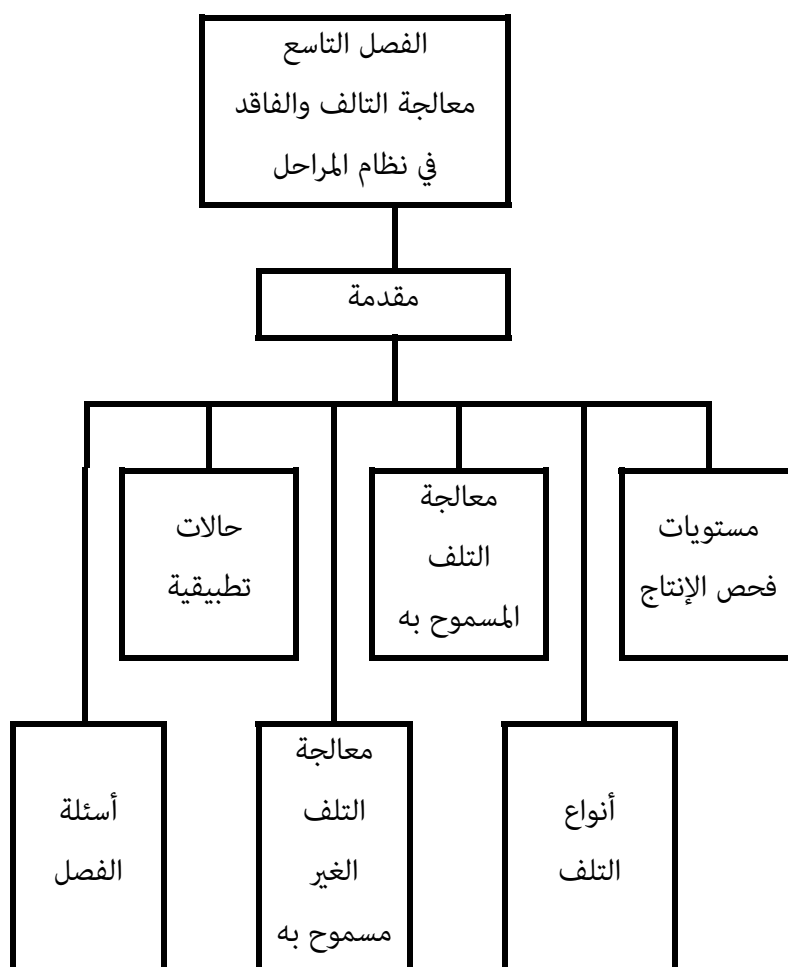 الفصل التاسع
معالجة التالف والفاقد
في نظام المراحل
مقدمة
مستويات
فحص الإنتاج
معالجة
التلف
المسموح به
حالات
تطبيقية
أنواع
التلف
معالجة
التلف
الغير
مسموح به
أسئلة
الفصل